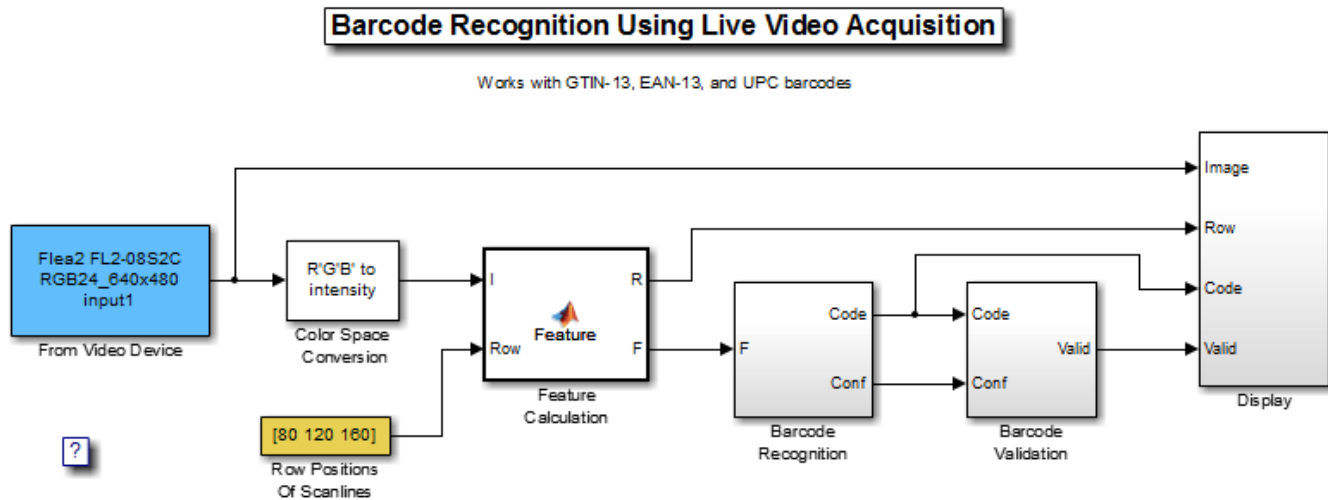 Barcode Recognition Using Live Video Acquisition
Works with GTIN-13, EAN-13, and UPC barcodes
Flea2 FL2-08S2C
RGB24_640x480
input1
From Video Device
R'G'B' to
intensity
Color Space
Conversion
[80 120 160]
Row Positions
Of Scanlines
I
Row
Feature
R
F
Feature
Calculation
F
Code
Conf
Barcode
Recognition
Code
Conf
Valid
Barcode
Validation
Image
Row
Code
Valid
Display
?